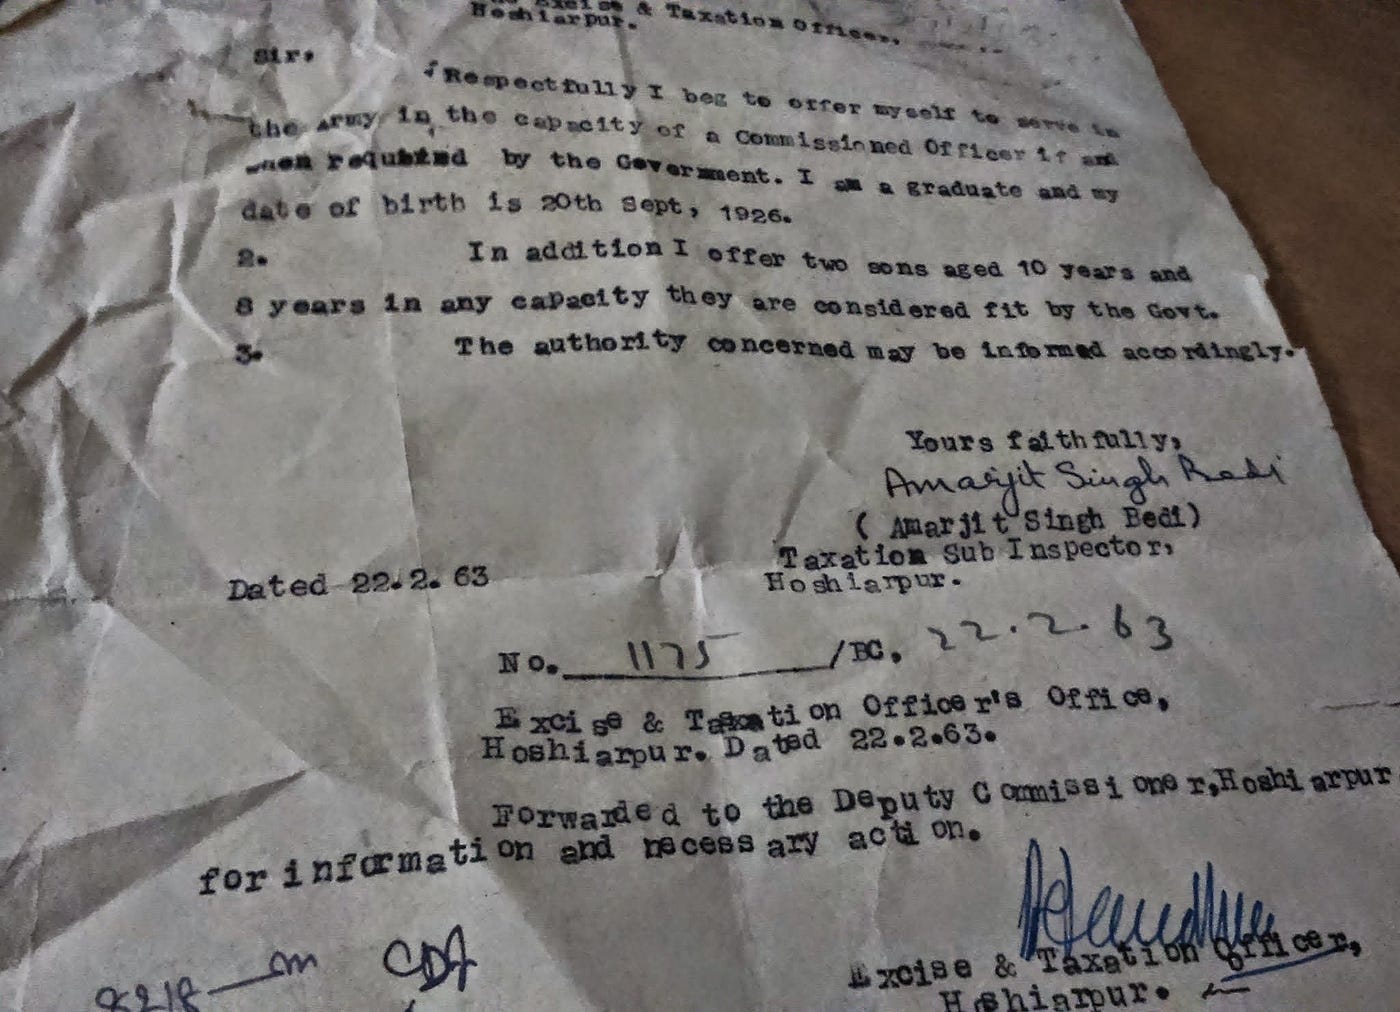 Excise & Taxation Officer,
Hoshiarpur.
Sir,
Respectfully I beg to offer myself to serve in
the Army in the capacity of a Commissioned Officer if and
when required by the Government. I am a graduate and my
date of birth is 20th Sept, 1926.
2. In addition I offer two sons aged 10 years and
8 years in any capacity they are considered fit by the Govt.
3. The authority concerned may be informed accordingly.
Yours faithfully,
Amarjit Singh Bedi
( Amarjit Singh Bedi)
Taxation Sub Inspector,
Hoshiarpur.
Dated 22.2.63
No. 1175 /BC. 22.2.63
Excise & Taxation Officer's Office,
Hoshiarpur. Dated 22.2.63.
Forwarded to the Deputy Commissioner,Hoshiarpur
for information and necessary action.
Excise & Taxation Officer,
Hoshiarpur.